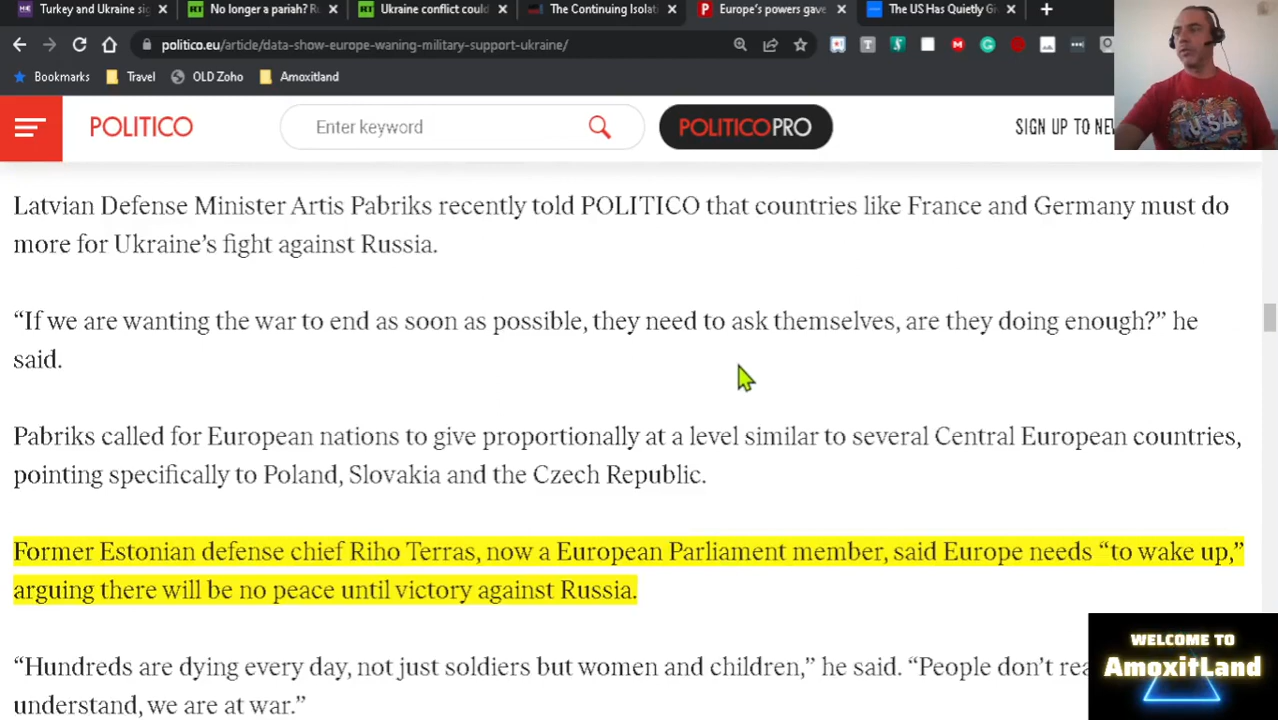 Turkey and Ukraine si
No longer a pariah? R
Ukraine conflict could
The Continuing Isolat
Europe's powers gave
The US Has Quietly Gi
politico.eu/article/data-show-europe-waning-military-support-ukraine/
Bookmarks
Travel
OLD Zoho
Amoxitland
POLITICO
Enter keyword
POLITICOPRO
SIGN UP TO NEW
RUSSIA
Latvian Defense Minister Artis Pabriks recently told POLITICO that countries like France and Germany must do
more for Ukraine's fight against Russia.
“If we are wanting the war to end as soon as possible, they need to ask themselves, are they doing enough?” he
said.
Pabriks called for European nations to give proportionally at a level similar to several Central European countries,
pointing specifically to Poland, Slovakia and the Czech Republic.
Former Estonian defense chief Riho Terras, now a European Parliament member, said Europe needs “to wake up,”
arguing there will be no peace until victory against Russia.
“Hundreds are dying every day, not just soldiers but women and children,” he said. “People don't rea
understand, we are at war.”
WELCOME TO
AmoxitLand